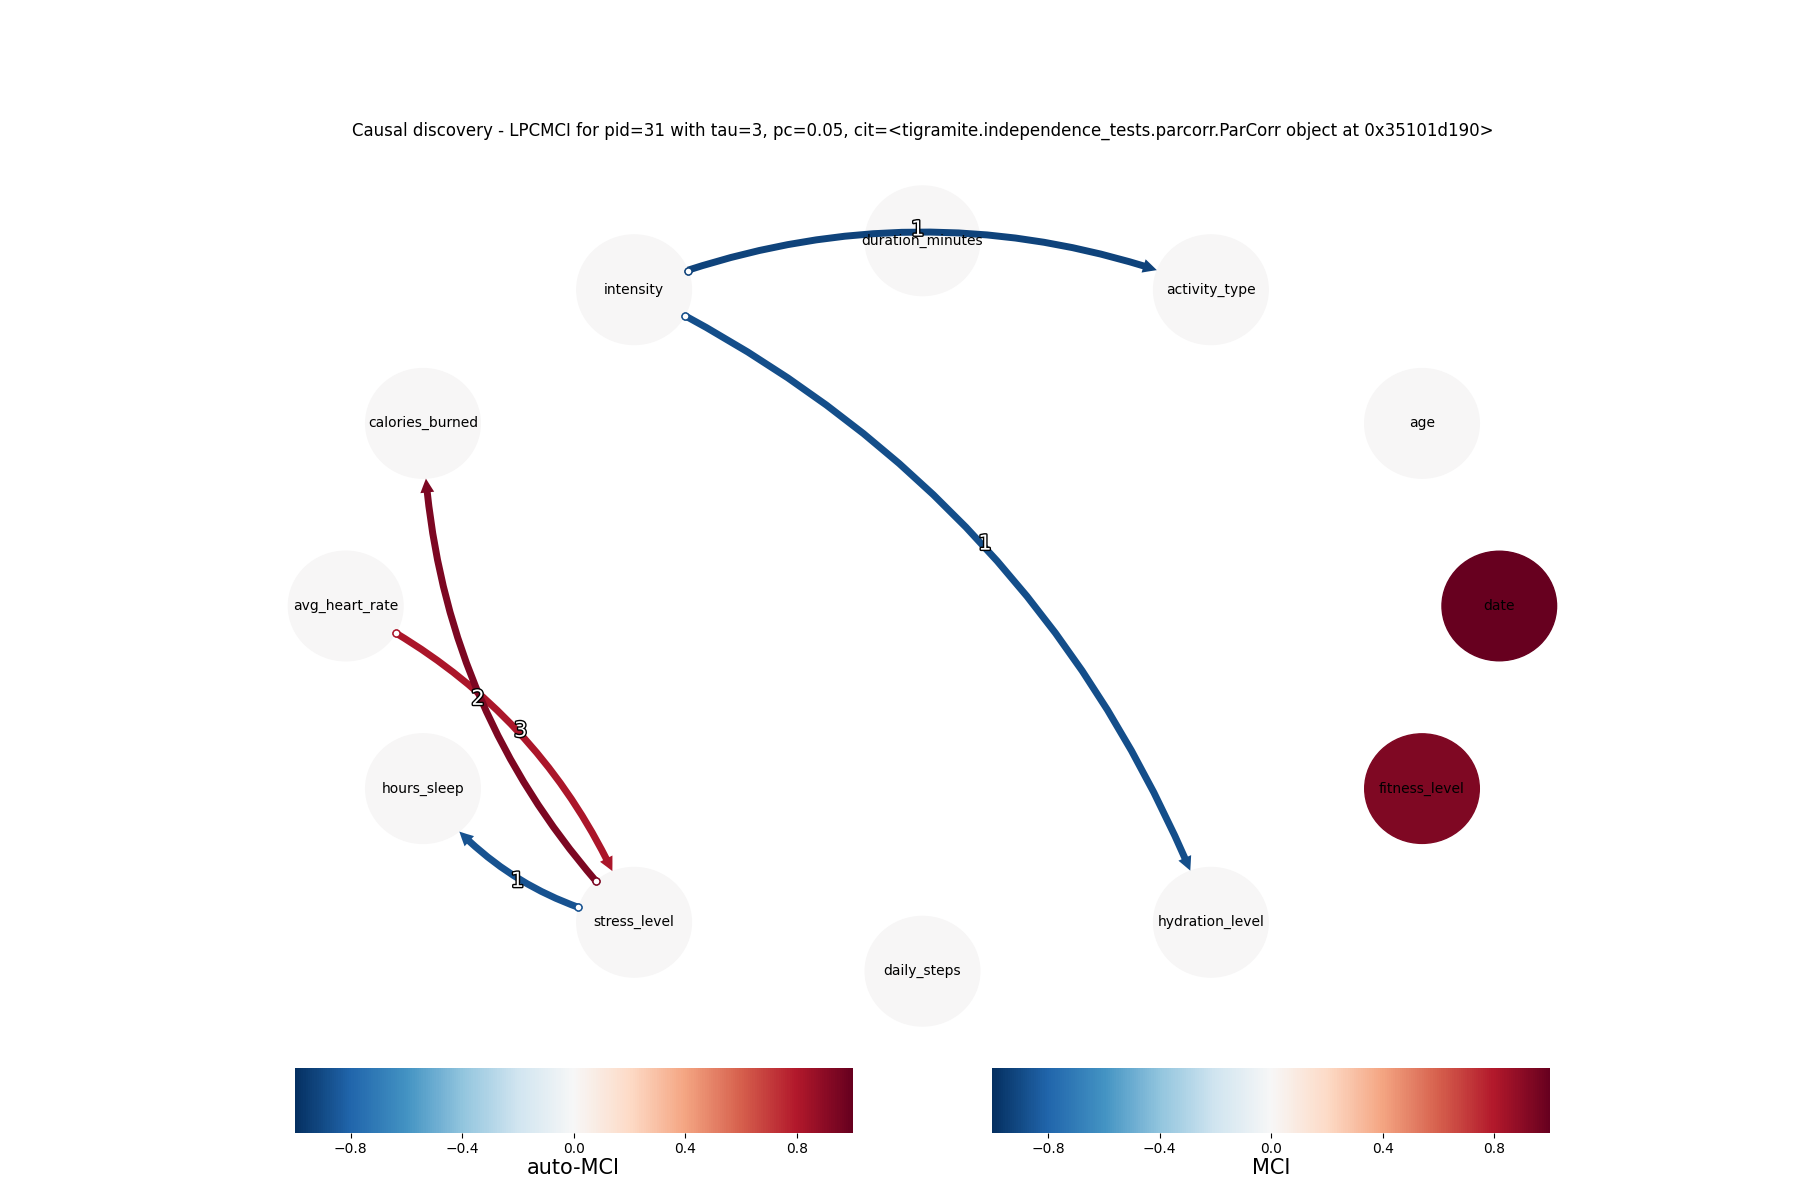 Causal discovery - LPCMCI for pid=31 with tau=3, pc=0.05, cit=<tigramite.independence_tests.parcorr.ParCorr object at 0x35101d190>
1
duration_minutes
intensity
activity_type
calories_burned
age
1
avg_heart_rate
date
2
3
hours_sleep
fitness_level
1
stress_level
hydration_level
daily_steps
−0.8 −0.4 0.0 0.4 0.8
auto-MCI
−0.8 −0.4 0.0 0.4 0.8
MCI